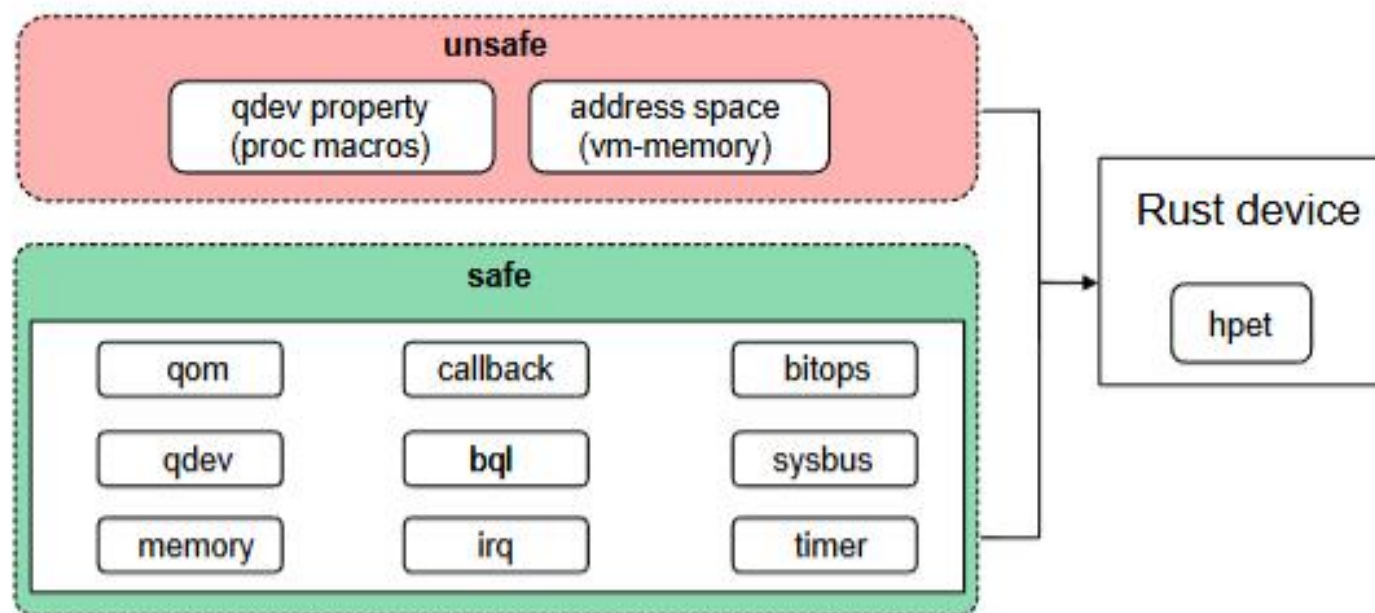 unsafe
qdev property
(proc macros)
address space
(vm-memory)
safe
qom
callback
bitops
qdev
bql
sysbus
memory
irq
timer
Rust device
hpet